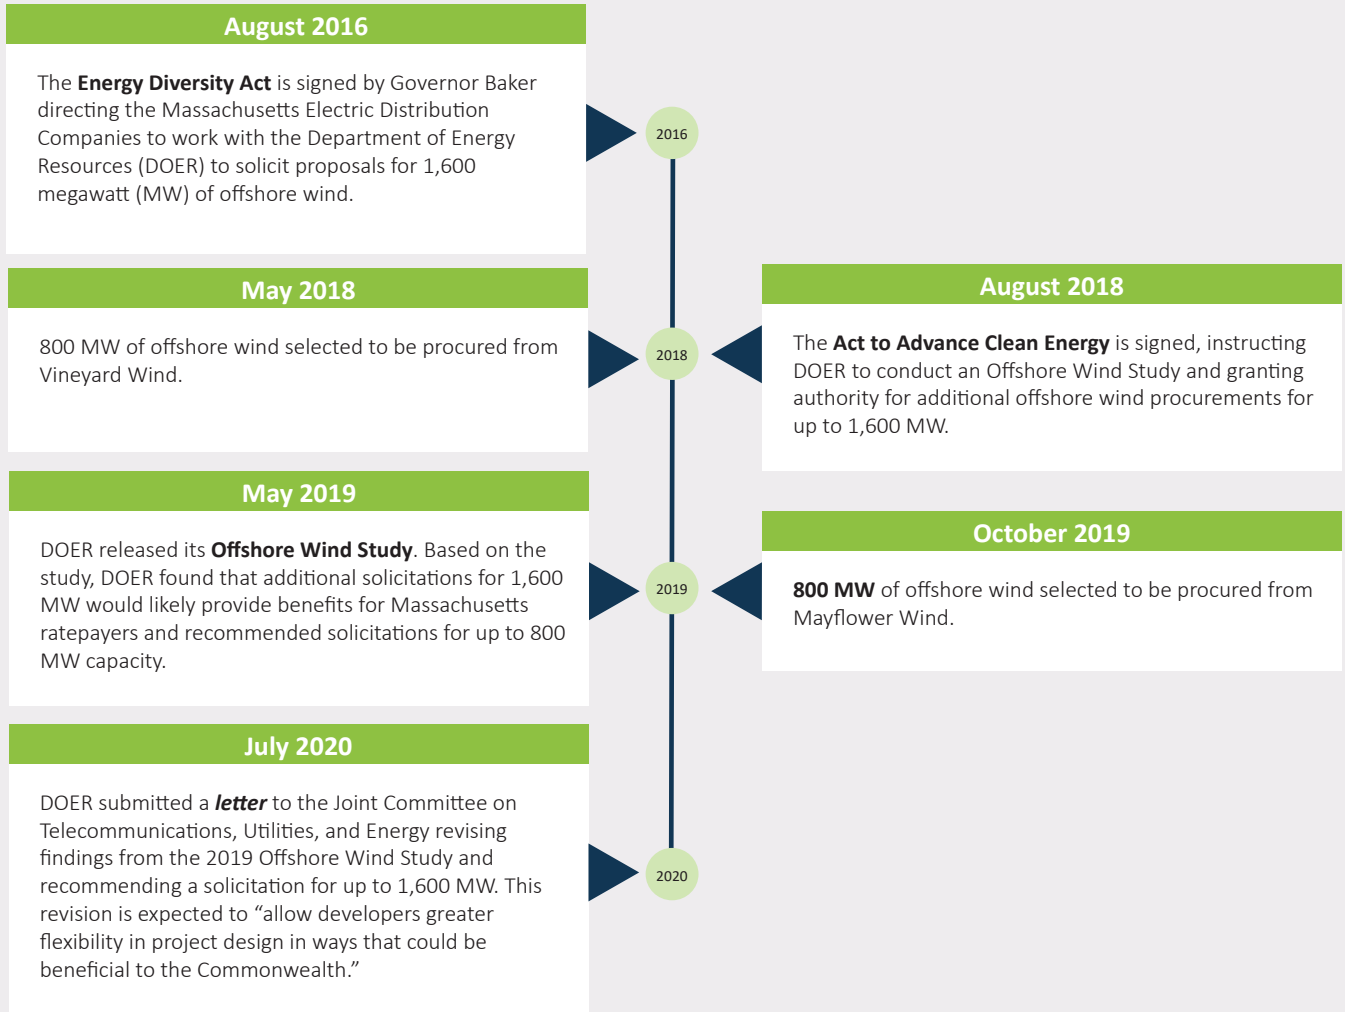 August 2016
The Energy Diversity Act is signed by Governor Baker
directing the Massachusetts Electric Distribution
Companies to work with the Department of Energy
Resources (DOER) to solicit proposals for 1,600
megawatt (MW) of offshore wind.
2016
May 2018
800 MW of offshore wind selected to be procured from
Vineyard Wind.
2018
August 2018
The Act to Advance Clean Energy is signed, instructing
DOER to conduct an Offshore Wind Study and granting
authority for additional offshore wind procurements for
up to 1,600 MW.
May 2019
DOER released its Offshore Wind Study. Based on the
study, DOER found that additional solicitations for 1,600
MW would likely provide benefits for Massachusetts
ratepayers and recommended solicitations for up to 800
MW capacity.
2019
October 2019
800 MW of offshore wind selected to be procured from
Mayflower Wind.
July 2020
DOER submitted a letter to the Joint Committee on
Telecommunications, Utilities, and Energy revising
findings from the 2019 Offshore Wind Study and
recommending a solicitation for up to 1,600 MW. This
revision is expected to “allow developers greater
flexibility in project design in ways that could be
beneficial to the Commonwealth.”
2020